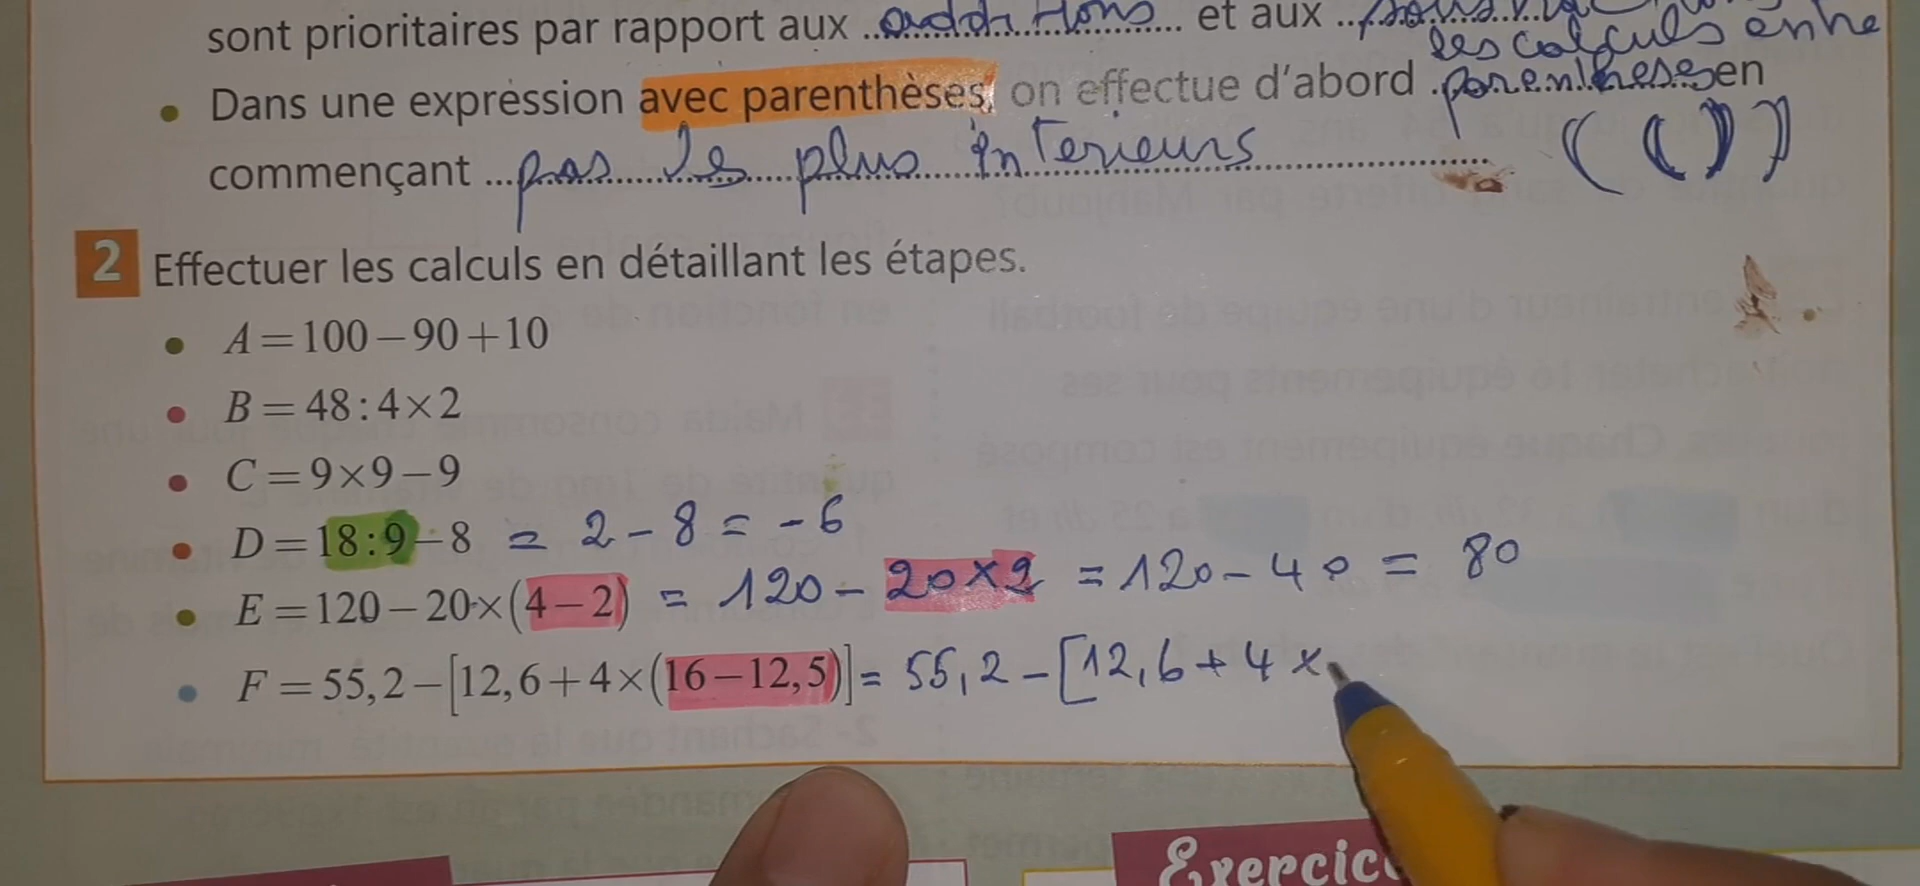 sont prioritaires par rapport aux additions et aux
les calculs entre
Dans une expression avec parenthèses, on effectue d'abord parentheses en
commençant pas les plus interieurs ( ( ) )
2 Effectuer les calculs en détaillant les étapes.
A = 100 – 90 + 10
B = 48 : 4 × 2
C = 9 × 9 – 9
D = 18 : 9 – 8 = 2 - 8 = - 6
E = 120 – 20 × (4 – 2) = 120 - 20 × 2 = 120 - 40 = 80
F = 55,2 – [12,6 + 4 × (16 – 12,5)] = 55,2 - [12,6 + 4 ×
Exercic